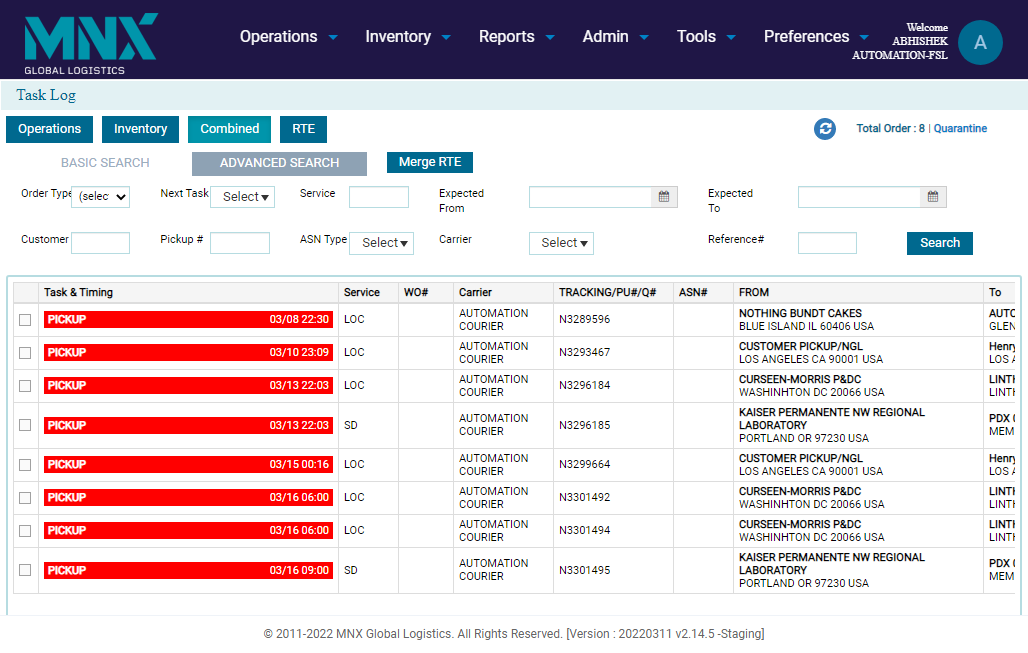 MNX
GLOBAL LOGISTICS
Operations Inventory Reports Admin Tools Preferences
Welcome
ABHISHEK
AUTOMATION-FSL
A
Task Log
Operations Inventory Combined RTE
Total Order : 8 | Quarantine
BASIC SEARCH ADVANCED SEARCH Merge RTE
Order Type (selec Next Task Select Service Expected From Expected To
Customer Pickup # ASN Type Select Carrier Select Reference# Search
Task & Timing Service WO# Carrier TRACKING/PU#/Q# ASN# FROM To
PICKUP 03/08 22:30 LOC AUTOMATION COURIER N3289596 NOTHING BUNDT CAKES AUTO
BLUE ISLAND IL 60406 USA GLEN
PICKUP 03/10 23:09 LOC AUTOMATION COURIER N3293467 CUSTOMER PICKUP/NGL Henry
LOS ANGELES CA 90001 USA LOS A
PICKUP 03/13 22:03 LOC AUTOMATION COURIER N3296184 CURSEEN-MORRIS P&DC LINTH
WASHINHTON DC 20066 USA LINTH
PICKUP 03/13 22:03 SD AUTOMATION COURIER N3296185 KAISER PERMANENTE NW REGIONAL
LABORATORY PDX
PORTLAND OR 97230 USA MEM
PICKUP 03/15 00:16 LOC AUTOMATION COURIER N3299664 CUSTOMER PICKUP/NGL Henry
LOS ANGELES CA 90001 USA LOS A
PICKUP 03/16 06:00 LOC AUTOMATION COURIER N3301492 CURSEEN-MORRIS P&DC LINTH
WASHINHTON DC 20066 USA LINTH
PICKUP 03/16 06:00 LOC AUTOMATION COURIER N3301494 CURSEEN-MORRIS P&DC LINTH
WASHINHTON DC 20066 USA LINTH
PICKUP 03/16 09:00 SD AUTOMATION COURIER N3301495 KAISER PERMANENTE NW REGIONAL
LABORATORY PDX
PORTLAND OR 97230 USA MEM
© 2011-2022 MNX Global Logistics. All Rights Reserved. [Version : 20220311 v2.14.5 -Staging]